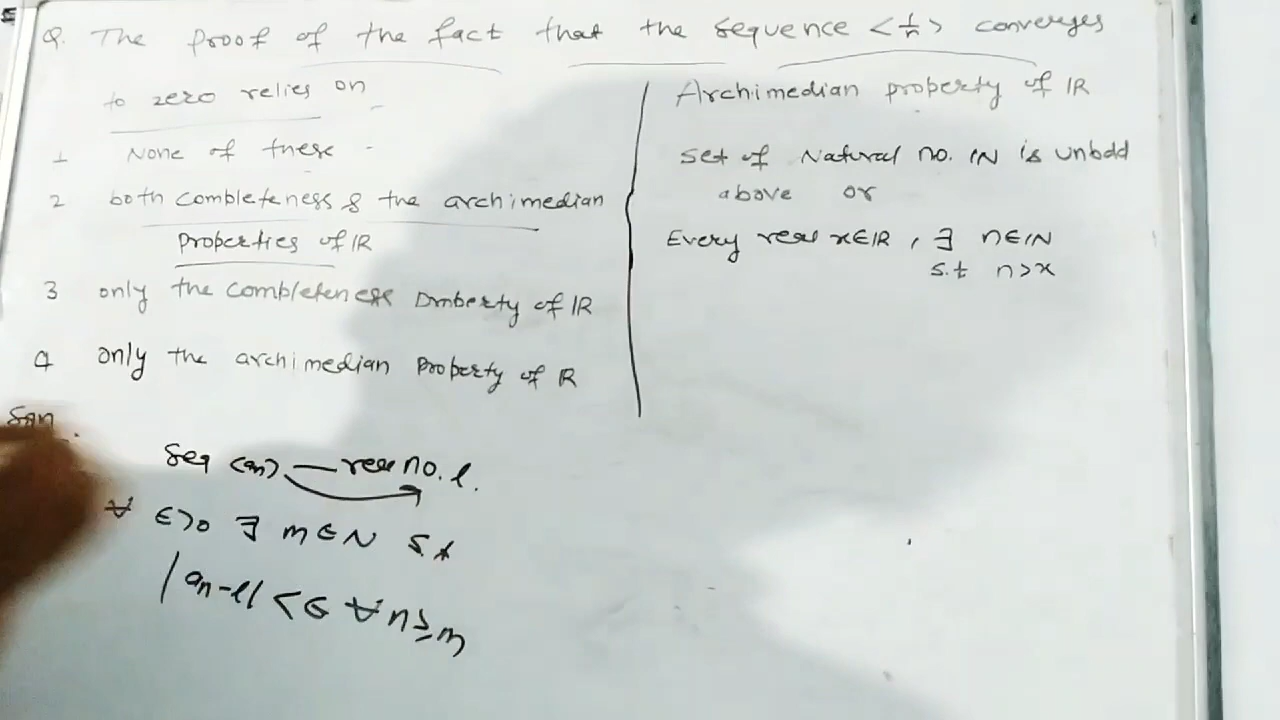 Q. The proof of the fact that the sequence <1/n> converges
to zero relies on
1 None of these
2 both completeness & the archimedian
properties of IR
3 only the completeness property of IR
4 only the archimedian property of R
Soln.
Seq <an> — real no. l.
∀ ϵ>0 ∃ m∈N s.t
|an-l| <ϵ ∀ n≥m
Archimedian property of IR
set of Natural no. IN is unbdd
above or
Every real x∈IR, ∃ n∈IN
s.t n>x